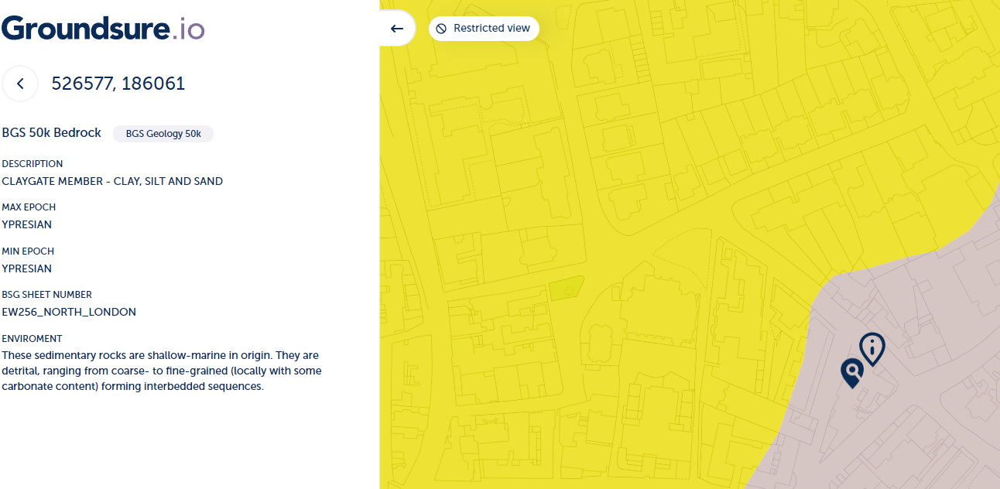 Groundsure.io
Restricted view
526577, 186061
BGS 50k Bedrock BGS Geology 50k
DESCRIPTION
CLAYGATE MEMBER - CLAY, SILT AND SAND
MAX EPOCH
YPRESIAN
MIN EPOCH
YPRESIAN
BSG SHEET NUMBER
EW256_NORTH_LONDON
ENVIROMENT
These sedimentary rocks are shallow-marine in origin. They are
detrital, ranging from coarse- to fine-grained (locally with some
carbonate content) forming interbedded sequences.